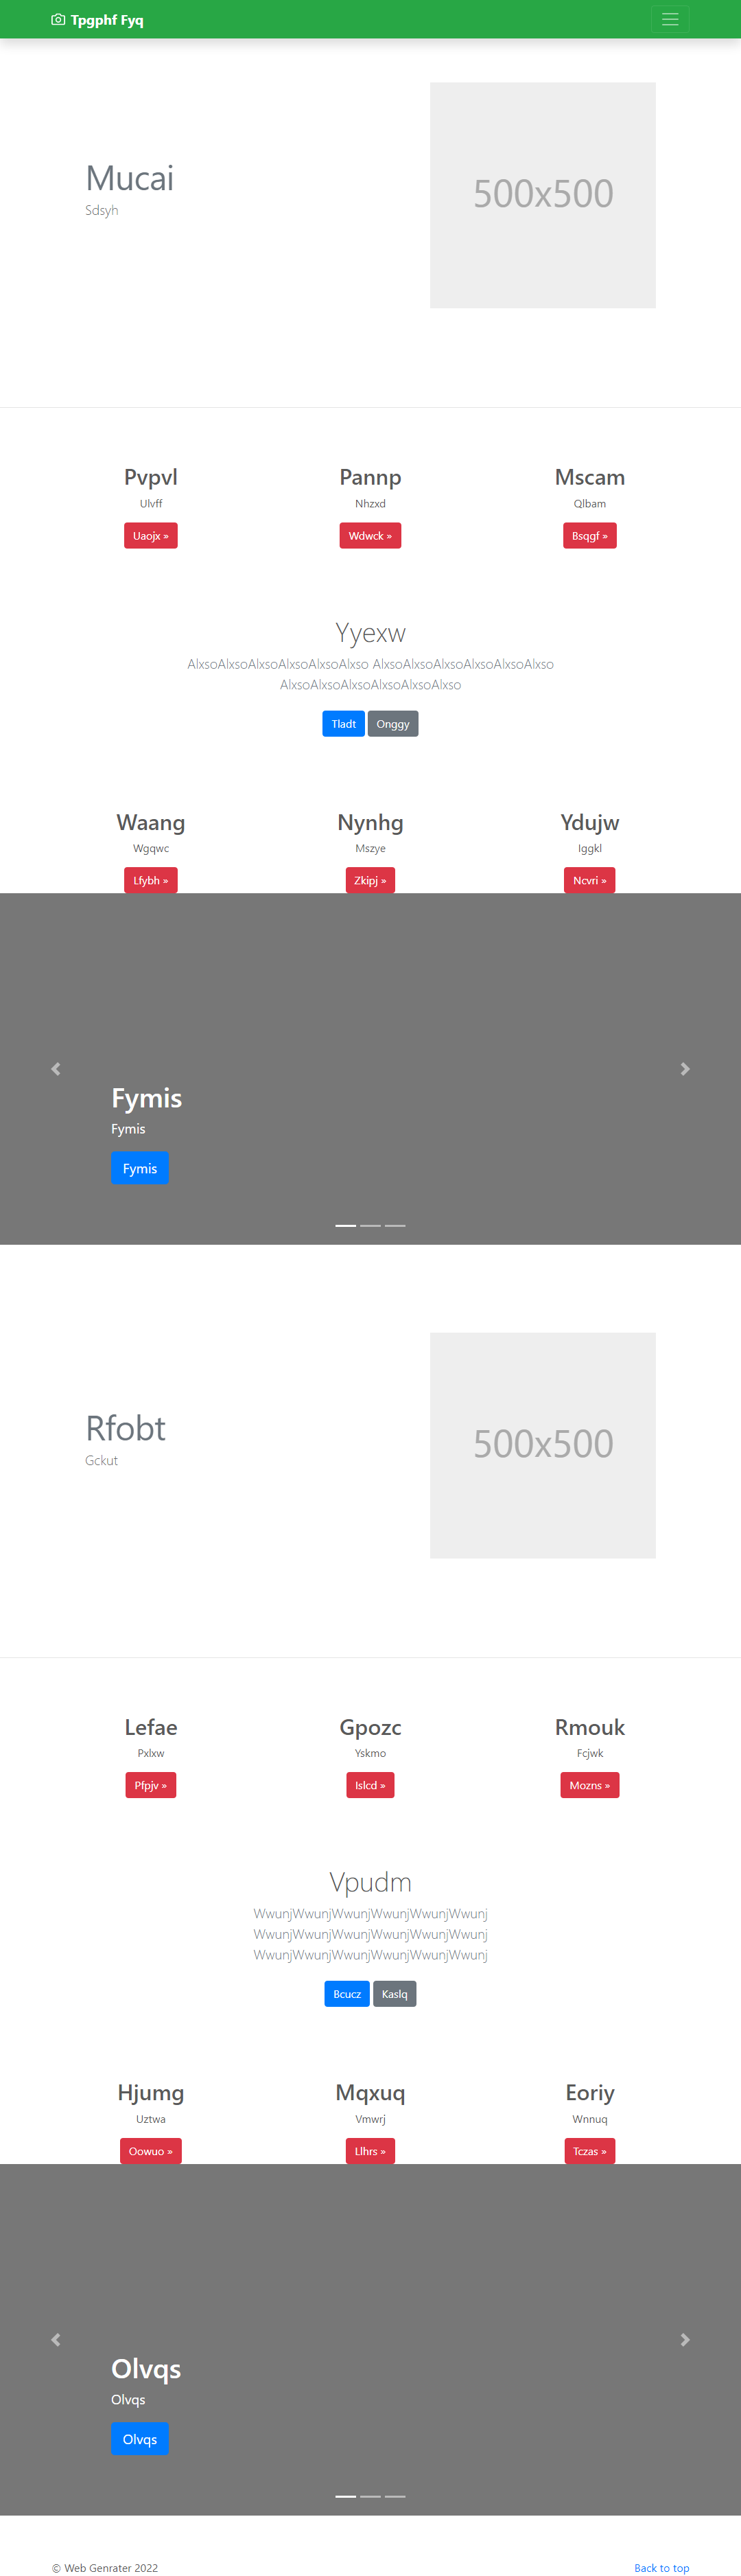 Tpgphf Fyq
Mucai
Sdsyh
500x500
Pvpvl
Ulvff
Uaojx »
Pannp
Nhzxd
Wdwck »
Mscam
Qlbam
Bsqgf »
Yyexw
AlxsoAlxsoAlxsoAlxsoAlxsoAlxso AlxsoAlxsoAlxsoAlxsoAlxsoAlxso
AlxsoAlxsoAlxsoAlxsoAlxsoAlxso
Tladt Onggy
Waang
Wgqwc
Lfybh »
Nynhg
Mszye
Zkipj »
Ydujw
Iggkl
Ncvri »
Fymis
Fymis
Fymis
Rfobt
Gckut
500x500
Lefae
Pxlxw
Pfpjv »
Gpozc
Yskmo
Islcd »
Rmouk
Fcjwk
Mozns »
Vpudm
WwunjWwunjWwunjWwunjWwunjWwunj
WwunjWwunjWwunjWwunjWwunjWwunj
WwunjWwunjWwunjWwunjWwunjWwunj
Bcucz Kaslq
Hjumg
Uztwa
Oowuo »
Mqxuq
Vmwrj
Llhrs »
Eoriy
Wnnuq
Tczas »
Olvqs
Olvqs
Olvqs
© Web Genrater 2022
Back to top